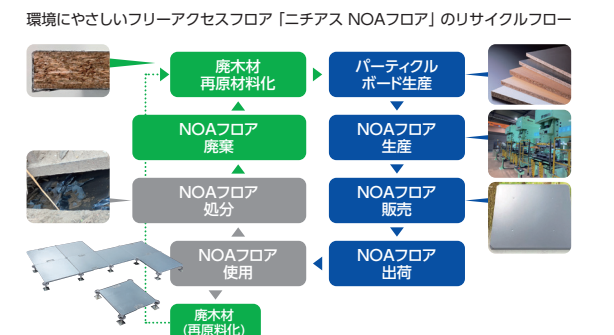 環境にやさしいフリーアクセスフロア「ニチアス NOAフロア」のリサイクルフロー
廃木材
再原材料化
パーティクル
ボード生産
NOAフロア
廃棄
NOAフロア
生産
NOAフロア
処分
NOAフロア
販売
NOAフロア
使用
NOAフロア
出荷
廃木材
(再原料化)